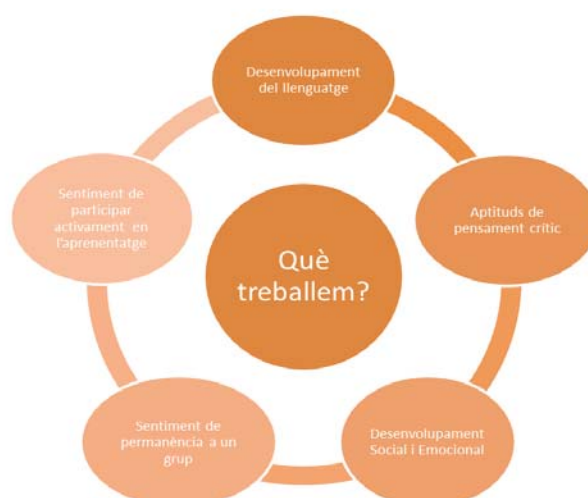 Desenvolupament
del llenguatge
Aptituds de
pensament crític
Desenvolupament
Social i Emocional
Sentiment de
permanència a un
grup
Sentiment de
participar
activament en
l'aprenentatge
Què
treballem?